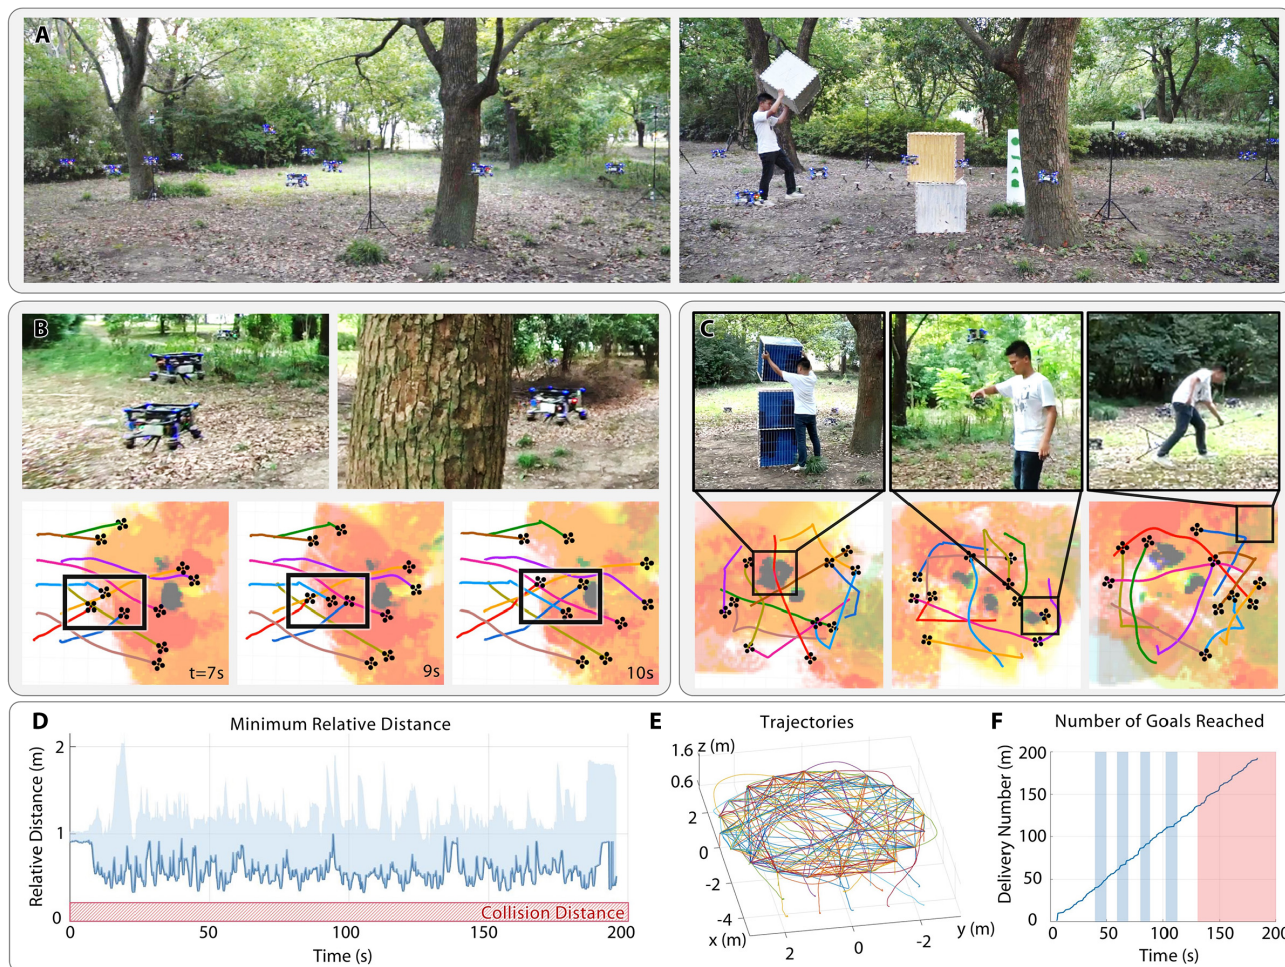 A
B
C
t=7s
9s
10s
D
Minimum Relative Distance
Relative Distance (m)
2
1
0
Collision Distance
0
50
100
150
200
Time (s)
E
Trajectories
1.6
0.6
z (m)
2
0
-2
-4
x (m)
2
0
-2
y (m)
F
Number of Goals Reached
Delivery Number (m)
200
150
100
50
0
0
50
100
150
200
Time (s)